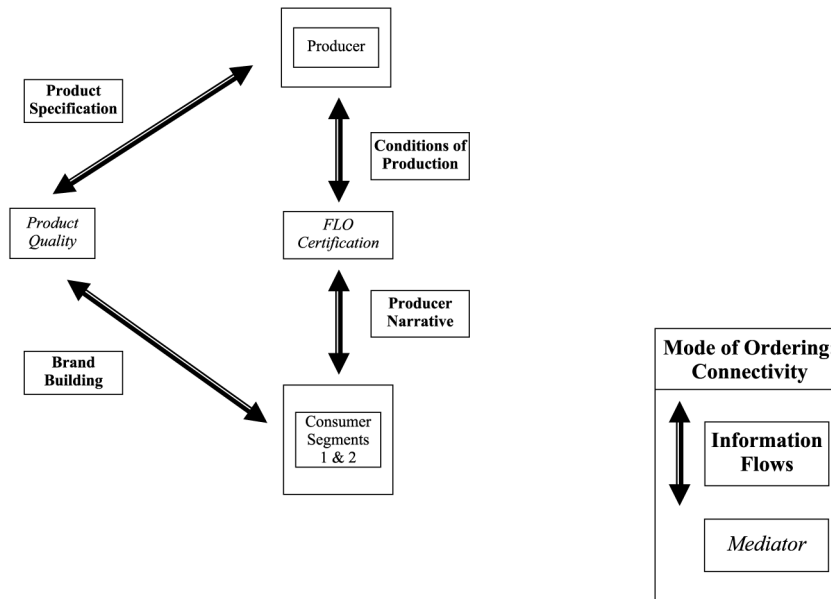 Producer
Product
Specification
Conditions of
Production
Product
Quality
FLO
Certification
Producer
Narrative
Brand
Building
Consumer
Segments
1 & 2
Mode of Ordering
Connectivity
Information
Flows
Mediator